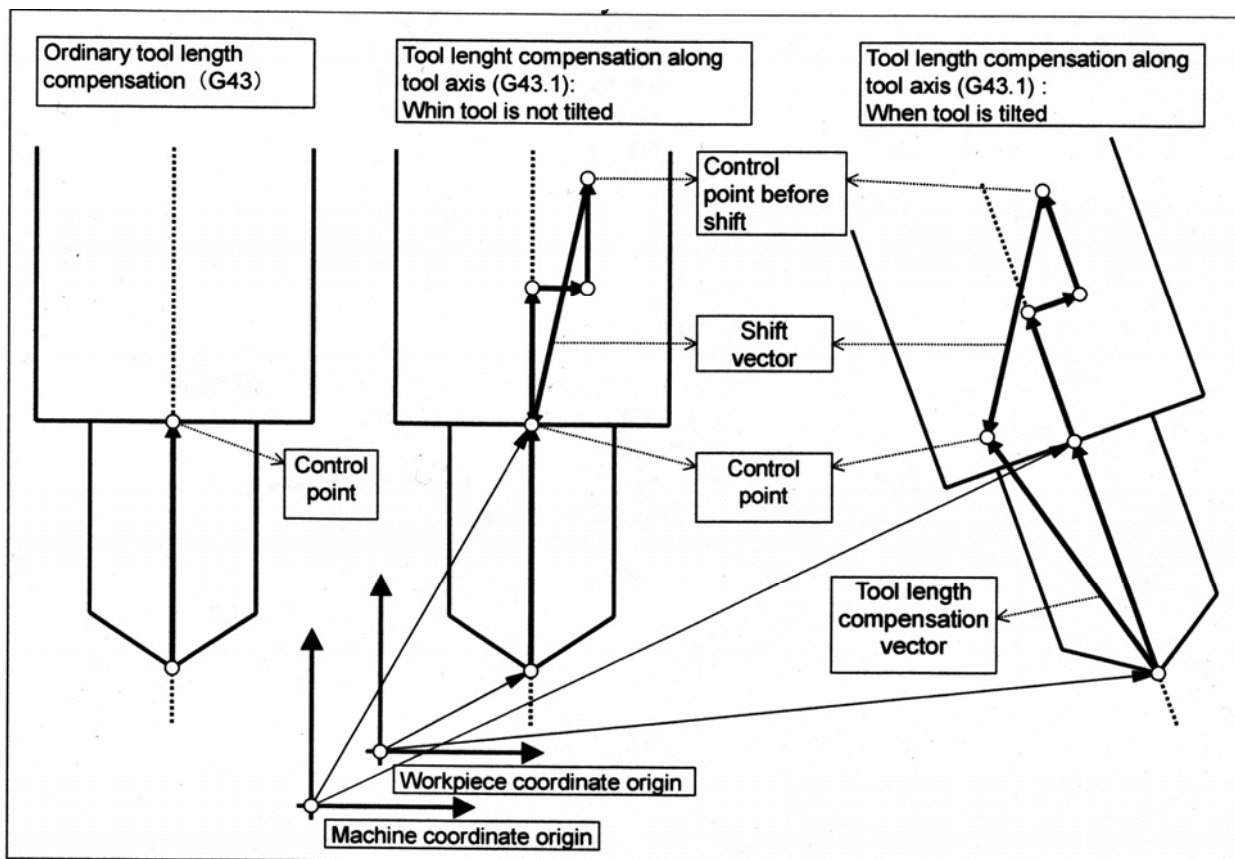 Ordinary tool length
compensation（G43）
Tool lenght compensation along
tool axis (G43.1):
Whin tool is not tilted
Tool length compensation along
tool axis (G43.1) :
When tool is tilted
Control
point before
shift
Shift
vector
Control
point
Control
point
Tool length
compensation
vector
Workpiece coordinate origin
Machine coordinate origin